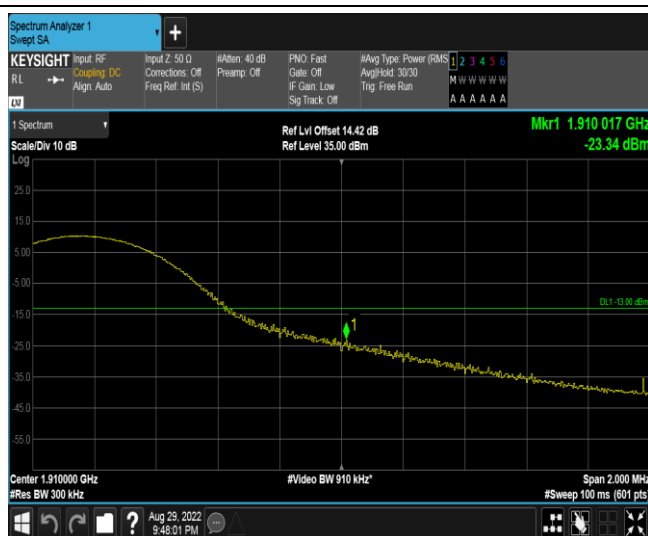 Spectrum Analyzer 1
Swept SA
+
KEYSIGHT
RL
Input: RF
Coupling: DC
Align: Auto
Input Z: 50 Ω
Corrections: Off
Freq Ref: Int (S)
#Atten: 40 dB
Preamp: Off
PNO: Fast
Gate: Off
IF Gain: Low
Sig Track: Off
#Avg Type: Power (RMS
Avg|Hold: 30/30
Trig: Free Run
1 2 3 4 5 6
M W W W W W
A A A A A A
1 Spectrum
Scale/Div 10 dB
Ref Lvl Offset 14.42 dB
Ref Level 35.00 dBm
Mkr1 1.910 017 GHz
-23.34 dBm
Log
25.0
15.0
5.00
-5.00
-15.0
-25.0
-35.0
-45.0
-55.0
DL1 -13.00 dBm
1
Center 1.910000 GHz
#Res BW 300 kHz
#Video BW 910 kHz*
Span 2.000 MHz
#Sweep 100 ms (601 pts)
?
Aug 29, 2022
9:48:01 PM